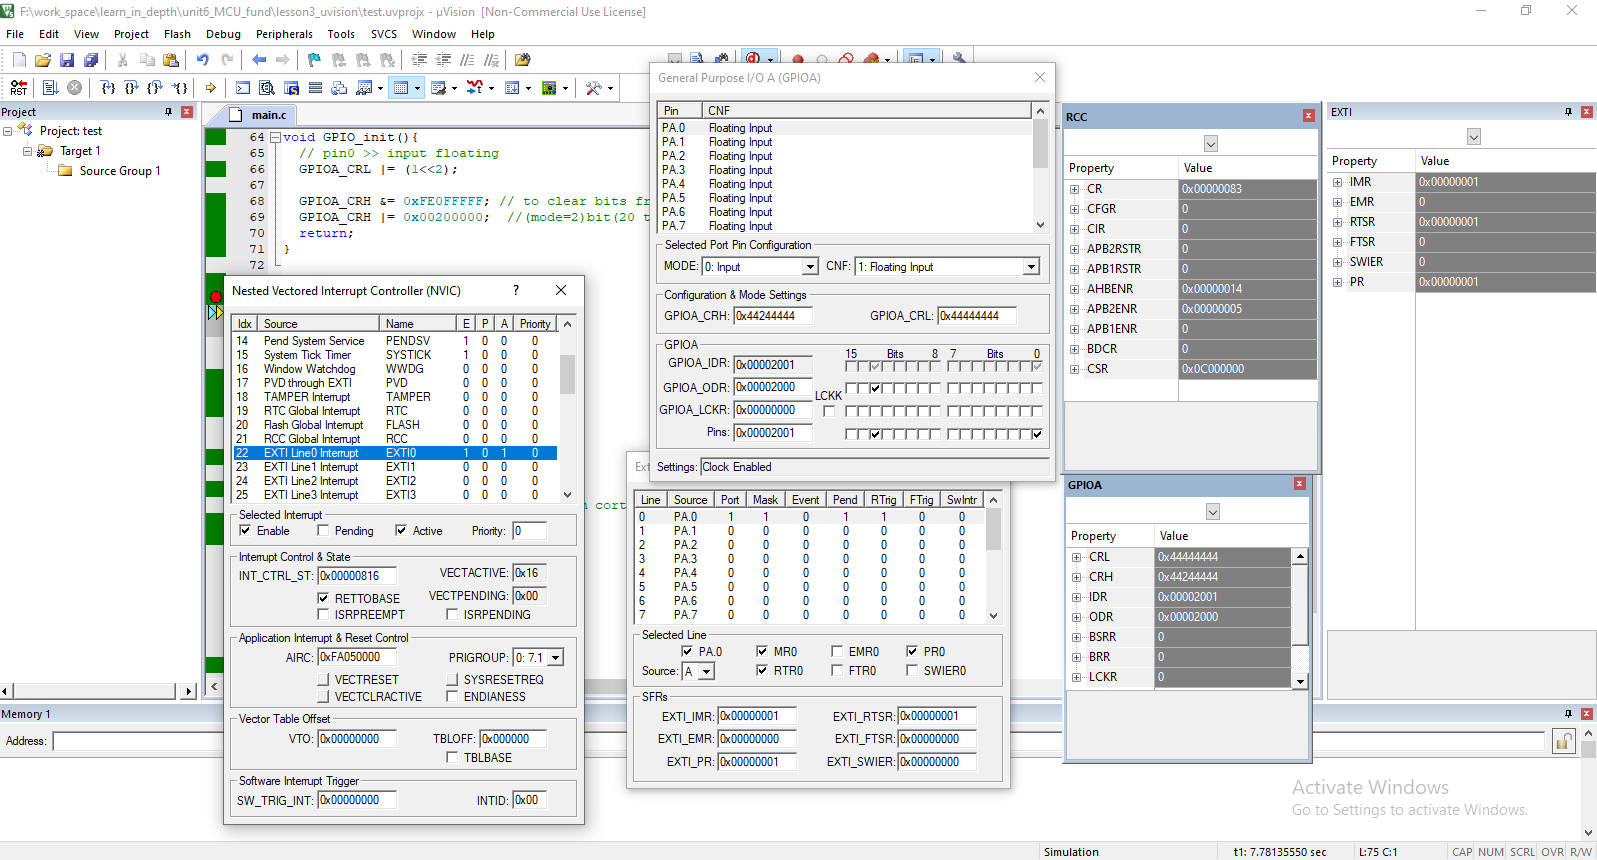 F:\work_space\learn_in_depth\unit6_MCU_fund\lesson3_uvision\test.uvprojx - µVision [Non-Commercial Use License]
File Edit View Project Flash Debug Peripherals Tools SVCS Window Help
RST
Project
Project: test
Target 1
Source Group 1
main.c
64 void GPIO_init(){
65 // pin0 >> input floating
66 GPIOA_CRL |= (1<<2);
67
68 GPIOA_CRH &= 0xFE0FFFFF; // to clear bits fr
69 GPIOA_CRH |= 0x00200000; //(mode=2)bit(20 t
70 return;
71 }
72
Nested Vectored Interrupt Controller (NVIC)
Idx Source Name E P A Priority
14 Pend System Service PENDSV 1 0 0 0
15 System Tick Timer SYSTICK 1 0 0 0
16 Window Watchdog WWDG 0 0 0 0
17 PVD through EXTI PVD 0 0 0 0
18 TAMPER Interrupt TAMPER 0 0 0 0
19 RTC Global Interrupt RTC 0 0 0 0
20 Flash Global Interrupt FLASH 0 0 0 0
21 RCC Global Interrupt RCC 0 0 0 0
22 EXTI Line0 Interrupt EXTI0 1 0 1 0
23 EXTI Line1 Interrupt EXTI1 0 0 0 0
24 EXTI Line2 Interrupt EXTI2 0 0 0 0
25 EXTI Line3 Interrupt EXTI3 0 0 0 0
Selected Interrupt
Enable Pending Active Priority: 0
Interrupt Control & State
INT_CTRL_ST: 0x00000816 VECTACTIVE: 0x16
RETTOBASE VECTPENDING: 0x00
ISRPREEMPT ISRPENDING
Application Interrupt & Reset Control
AIRC: 0xFA050000 PRIGROUP: 0: 7.1
VECTRESET SYSRESETREQ
VECTCLRACTIVE ENDIANESS
Vector Table Offset
VTO: 0x00000000 TBLOFF: 0x000000
TBLBASE
Software Interrupt Trigger
SW_TRIG_INT: 0x00000000 INTID: 0x00
General Purpose I/O A (GPIOA)
Pin CNF
PA.0 Floating Input
PA.1 Floating Input
PA.2 Floating Input
PA.3 Floating Input
PA.4 Floating Input
PA.5 Floating Input
PA.6 Floating Input
PA.7 Floating Input
Selected Port Pin Configuration
MODE: 0: Input CNF: 1: Floating Input
Configuration & Mode Settings
GPIOA_CRH: 0x44244444 GPIOA_CRL: 0x44444444
GPIOA
15 Bits 8 7 Bits 0
GPIOA_IDR: 0x00002001
GPIOA_ODR: 0x00002000
LCKK
GPIOA_LCKR: 0x00000000
Pins: 0x00002001
Settings: Clock Enabled
Ext
cort
Line Source Port Mask Event Pend RTrig FTrig SwIntr
0 PA.0 1 1 0 1 1 0 0
1 PA.1 0 0 0 0 0 0 0
2 PA.2 0 0 0 0 0 0 0
3 PA.3 0 0 0 0 0 0 0
4 PA.4 0 0 0 0 0 0 0
5 PA.5 0 0 0 0 0 0 0
6 PA.6 0 0 0 0 0 0 0
7 PA.7 0 0 0 0 0 0 0
Selected Line
PA.0 MR0 EMR0 PR0
Source: A RTR0 FTR0 SWIER0
SFRs
EXTI_IMR: 0x00000001 EXTI_RTSR: 0x00000001
EXTI_EMR: 0x00000000 EXTI_FTSR: 0x00000000
EXTI_PR: 0x00000001 EXTI_SWIER: 0x00000000
RCC
Property Value
CR 0x00000083
CFGR 0
CIR 0
APB2RSTR 0
APB1RSTR 0
AHBENR 0x00000014
APB2ENR 0x00000005
APB1ENR 0
BDCR 0
CSR 0x0C000000
GPIOA
Property Value
CRL 0x44444444
CRH 0x44244444
IDR 0x00002001
ODR 0x00002000
BSRR 0
BRR 0
LCKR 0
EXTI
Property Value
IMR 0x00000001
EMR 0
RTSR 0x00000001
FTSR 0
SWIER 0
PR 0x00000001
Memory 1
Address:
Activate Windows
Go to Settings to activate Windows.
Simulation t1: 7.78135550 sec L:75 C:1 CAP NUM SCRL OVR R/W